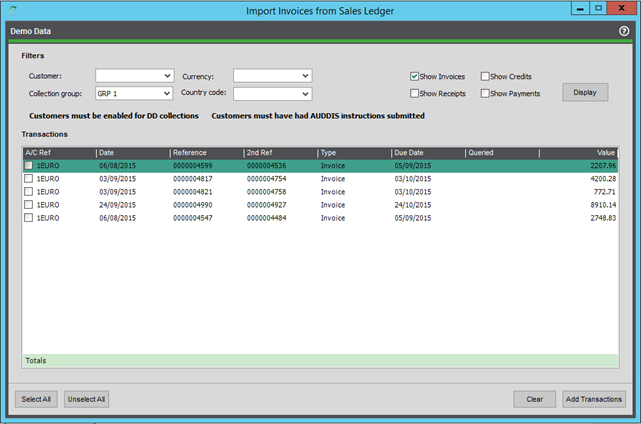 Import Invoices from Sales Ledger
Demo Data
Filters
Customer: Currency: Show Invoices Show Credits
Collection group: GRP 1 Country code: Show Receipts Show Payments Display
Customers must be enabled for DD collections Customers must have had AUDDIS instructions submitted
Transactions
A/C Ref Date Reference 2nd Ref Type Due Date Queried Value
1EURO 06/08/2015 0000004599 0000004536 Invoice 05/09/2015 2207.96
1EURO 03/09/2015 0000004817 0000004754 Invoice 03/10/2015 4200.28
1EURO 03/09/2015 0000004821 0000004758 Invoice 03/10/2015 772.71
1EURO 24/09/2015 0000004990 0000004927 Invoice 24/10/2015 8910.14
1EURO 06/08/2015 0000004547 0000004484 Invoice 05/09/2015 2748.83
Totals
Select All Unselect All Clear Add Transactions